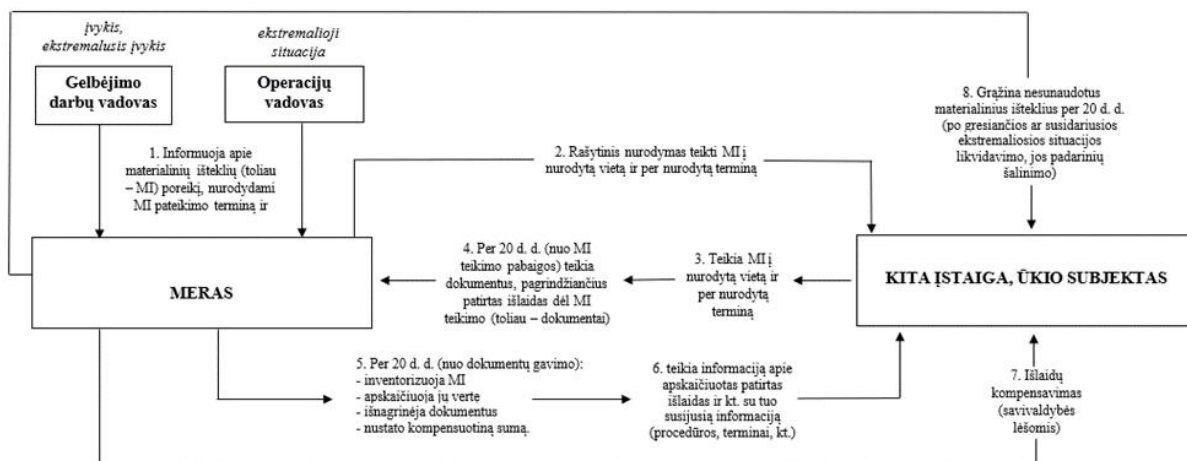 įvykis,
ekstremalusis įvykis
ekstremalioji
situacija
Gelbėjimo
darbų vadovas
Operacijų
vadovas
1. Informuoja apie
materialinių išteklių (toliau
– MI) poreikį, nurodydami
MI pateikimo terminą ir
2. Rašytinis nurodymas teikti MI į
nurodytą vietą ir per nurodytą terminą
8. Grąžina nesunaudotus
materialinius išteklius per 20 d. d.
(po gresiančios ar susidariusios
ekstremaliosios situacijos
likvidavimo, jos padarinių
šalinimo)
MERAS
4. Per 20 d. d. (nuo MI
teikimo pabaigos) teikia
dokumentus, pagrindžiančius
patirtas išlaidas dėl MI
teikimo (toliau – dokumentai)
3. Teikia MI į
nurodytą vietą ir
per nurodytą
terminą
KITA ĮSTAIGA, ŪKIO SUBJEKTAS
5. Per 20 d. d. (nuo dokumentų gavimo):
- inventorizuoja MI
- apskaičiuoja jų vertę
- išnagrinėja dokumentus
- nustato kompensuotiną sumą.
6. teikia informaciją apie
apskaičiuotas patirtas
išlaidas ir kt. su tuo
susijusią informaciją
(procedūros, terminai, kt.)
7. Išlaidų
kompensavimas
(savivaldybės
lėšomis)